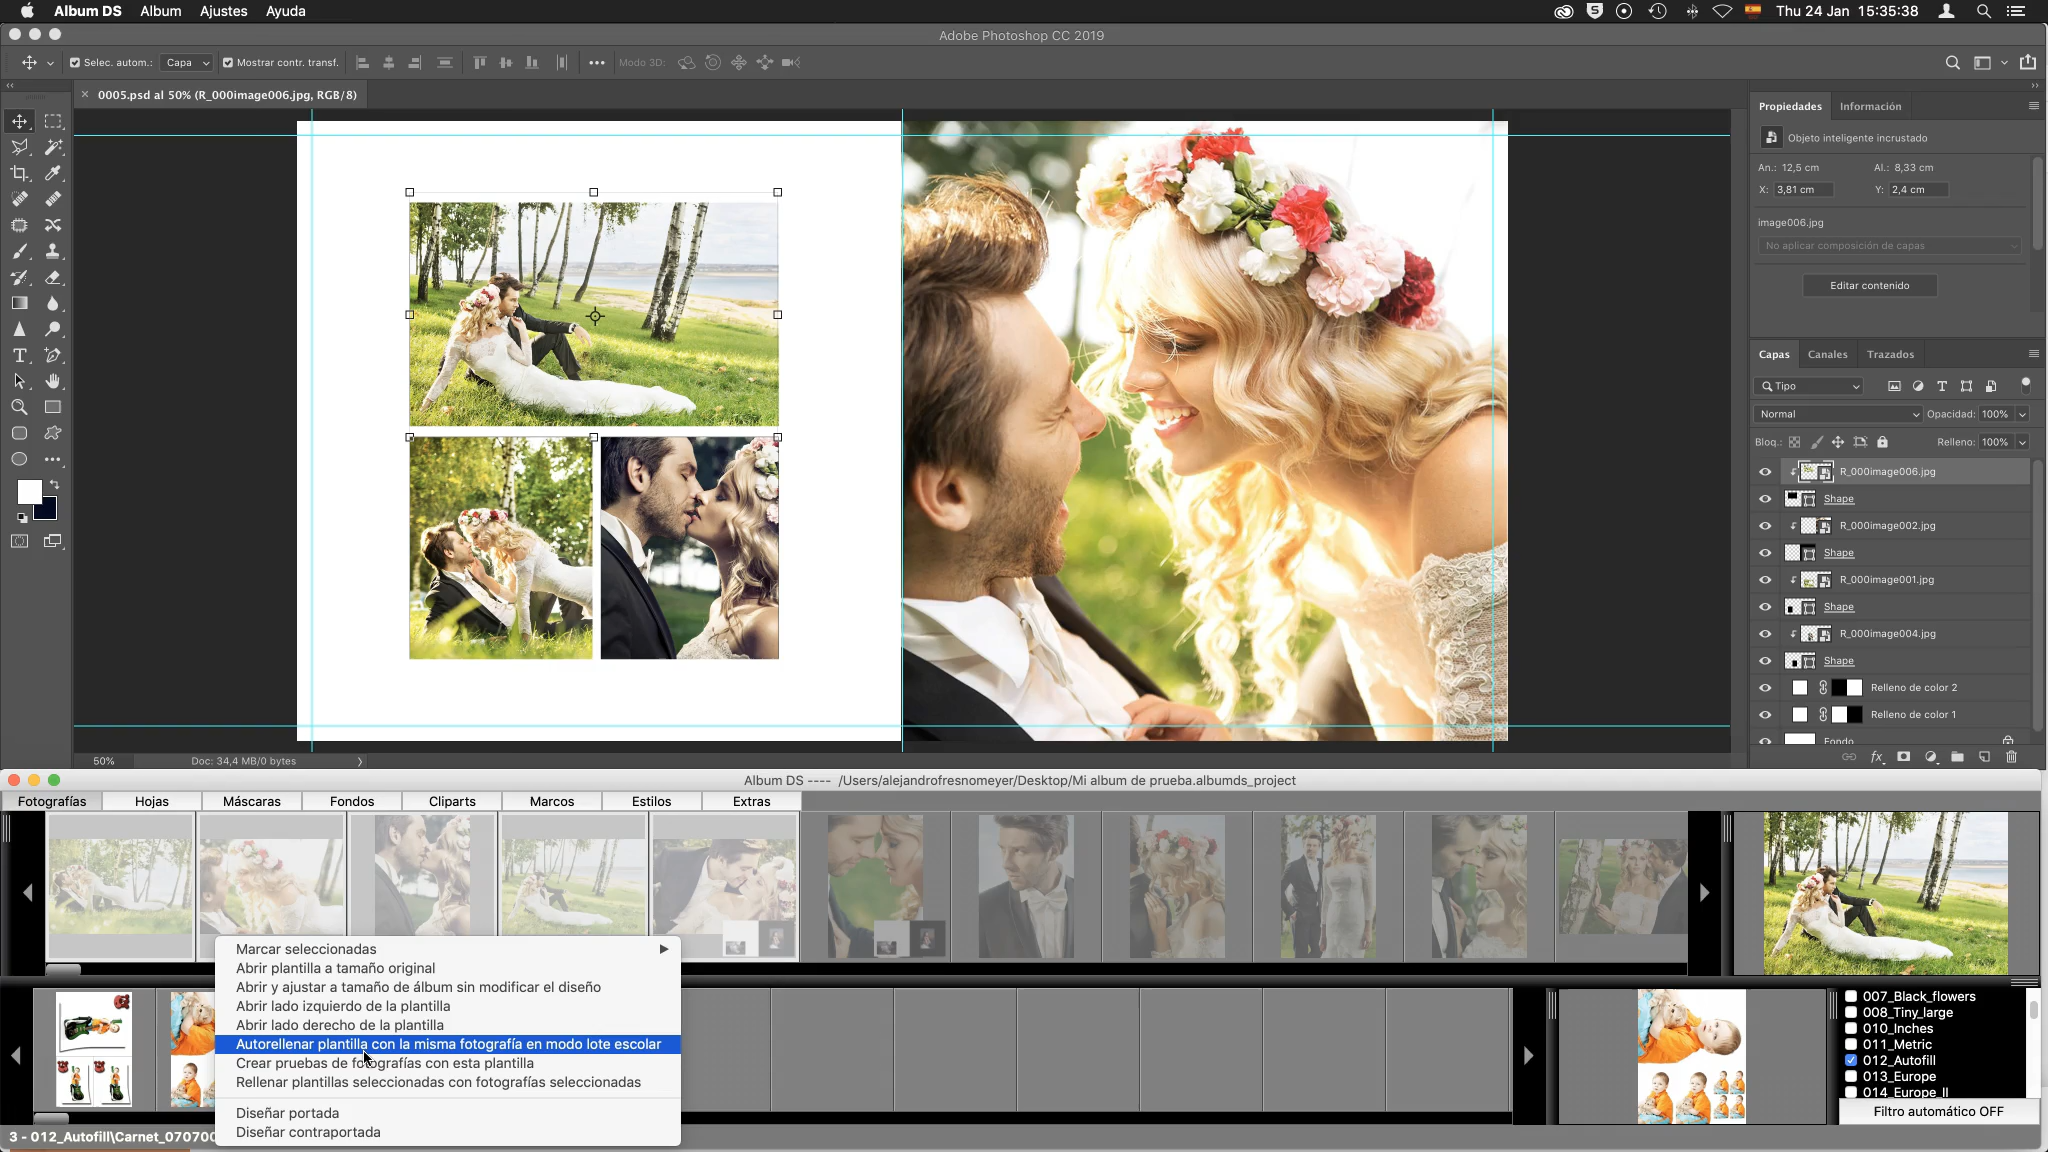 Album DS Album Ajustes Ayuda
Thu 24 Jan 15:35:38
Adobe Photoshop CC 2019
Selec. autom.: Capa Mostrar contr. transf. Modo 3D:
0005.psd al 50% (R_000image006.jpg, RGB/8)
Propiedades Información
Objeto inteligente incrustado
An.: 12,5 cm Al.: 8,33 cm
X: 3,81 cm Y: 2,4 cm
image006.jpg
No aplicar composición de capas
Editar contenido
Capas Canales Trazados
Tipo
Normal Opacidad: 100%
Bloq.: Relleno: 100%
R_000image006.jpg
Shape
R_000image002.jpg
Shape
R_000image001.jpg
Shape
R_000image004.jpg
Shape
Relleno de color 2
Relleno de color 1
Fondo
50% Doc: 34,4 MB/0 bytes
Album DS ---- /Users/alejandrofresnomeyer/Desktop/Mi album de prueba.albumds_project
Fotografías Hojas Máscaras Fondos Cliparts Marcos Estilos Extras
Marcar seleccionadas
Abrir plantilla a tamaño original
Abrir y ajustar a tamaño de álbum sin modificar el diseño
Abrir lado izquierdo de la plantilla
Abrir lado derecho de la plantilla
Autorellenar plantilla con la misma fotografía en modo lote escolar
Crear pruebas de fotografías con esta plantilla
Rellenar plantillas seleccionadas con fotografías seleccionadas
Diseñar portada
Diseñar contraportada
007_Black_flowers
008_Tiny_large
010_Inches
011_Metric
012_Autofill
013_Europe
014_Europe_II
Filtro automático OFF
3 - 012_Autofill\Carnet_07070